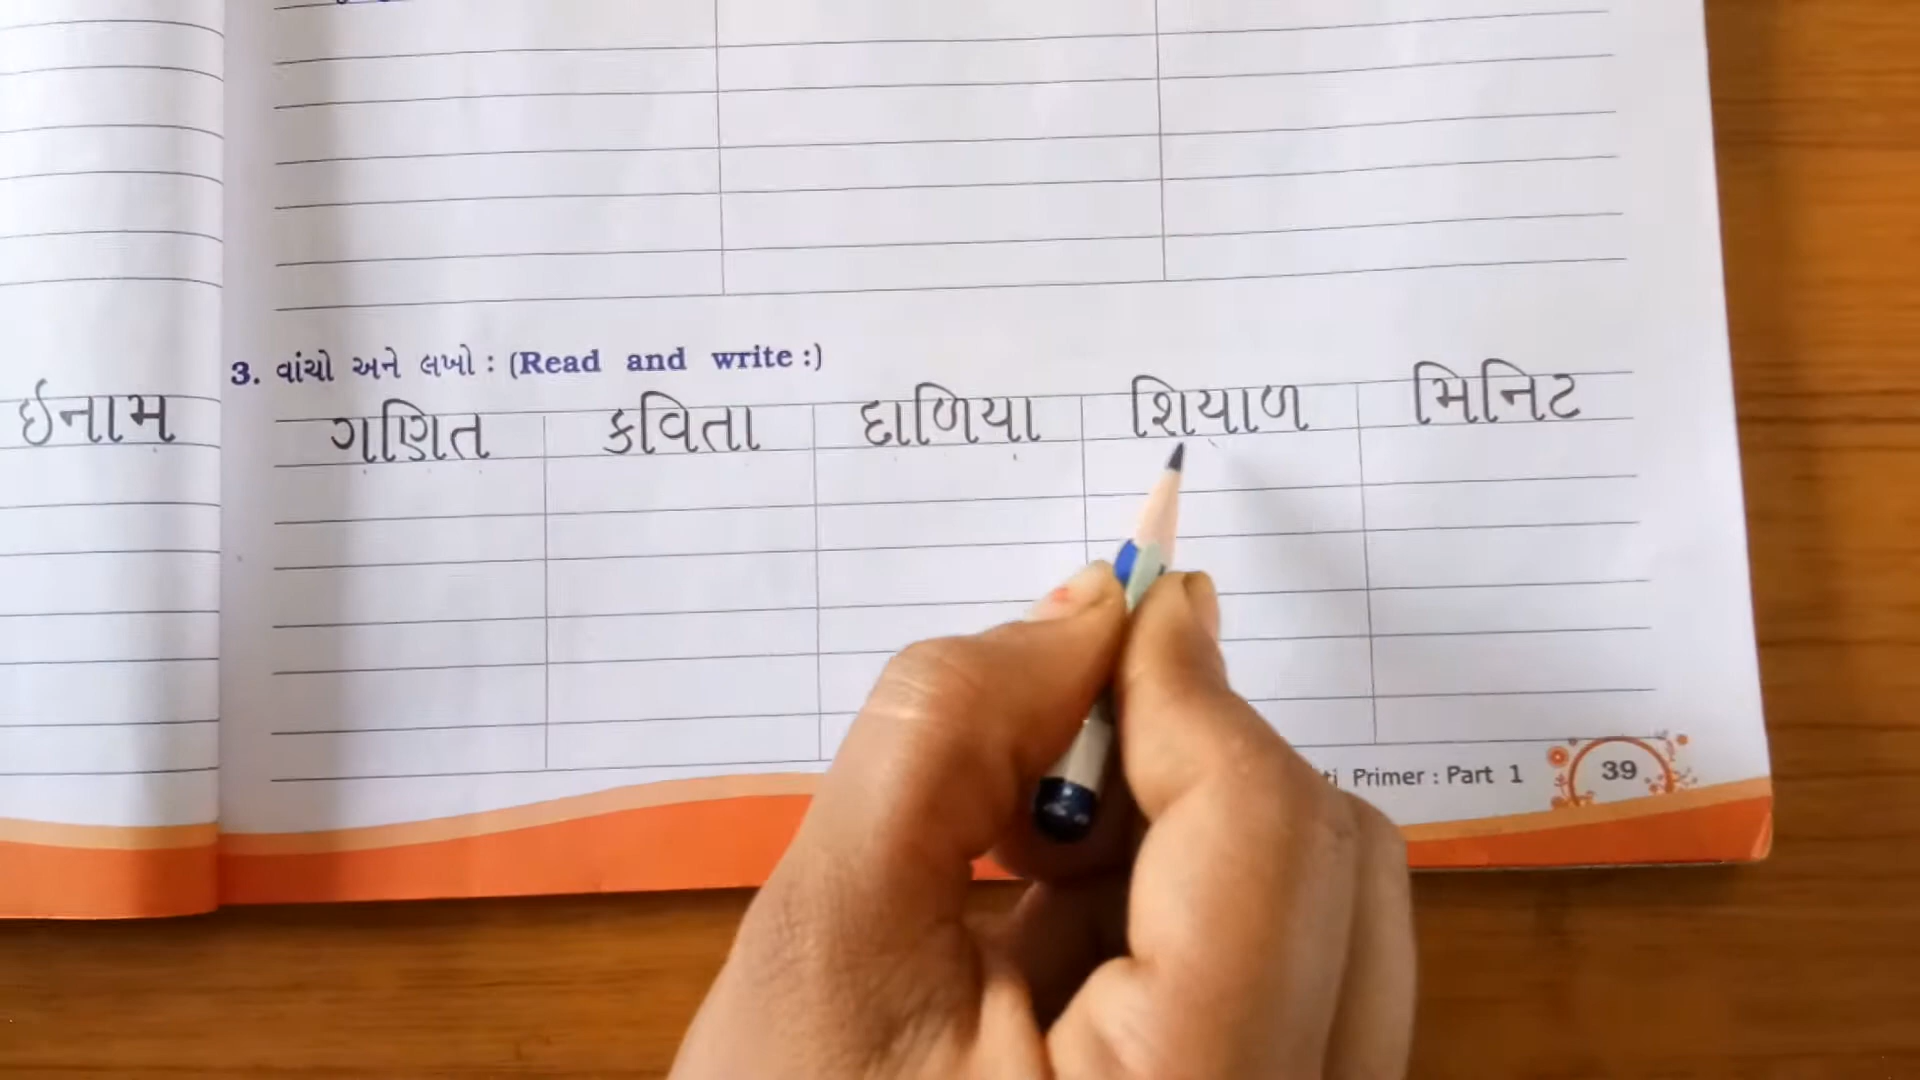 3. વાંચો અને લખો : (Read and write :)
ઈનામ
ગણિત કવિતા દાળિયા શિયાળ મિનિટ
Primer : Part 1 39